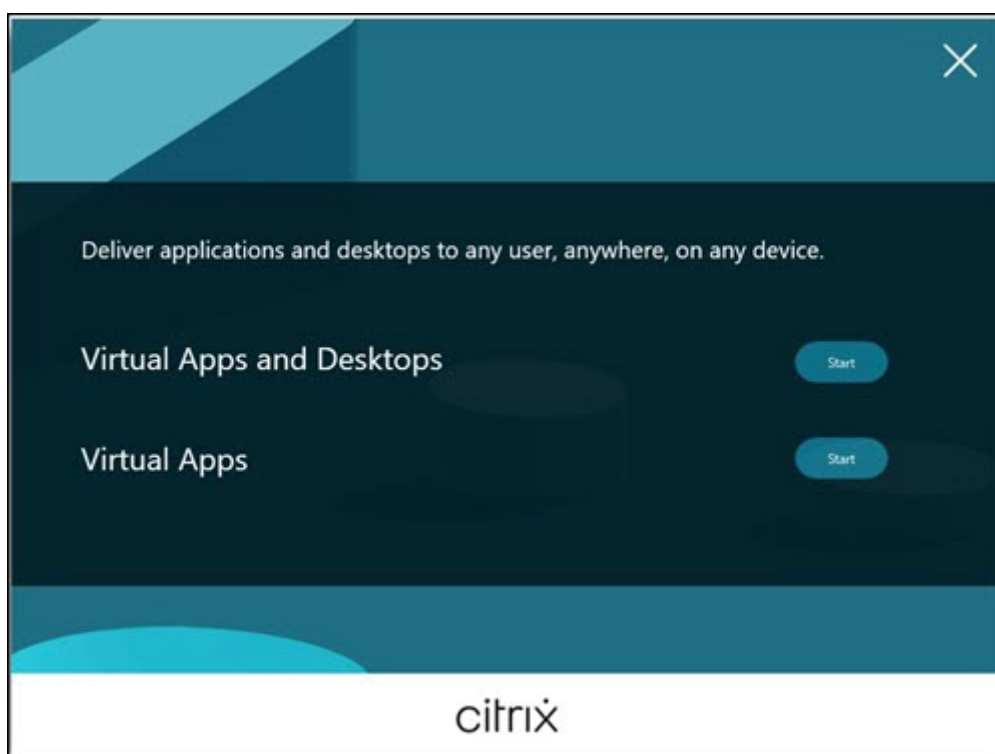 Deliver applications and desktops to any user, anywhere, on any device.
Virtual Apps and Desktops
Start
Virtual Apps
Start
citrix